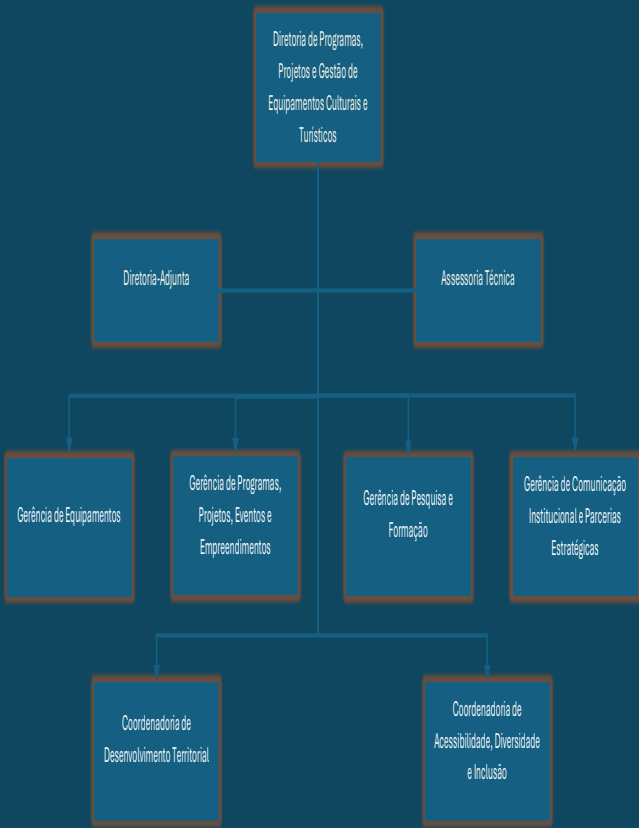 Diretoria de Programas,
Projetos e Gestão de
Equipamentos Culturais e
Turísticos
Diretoria-Adjunta
Assessoria Técnica
Gerência de Equipamentos
Gerência de Programas,
Projetos, Eventos e
Empreendimentos
Gerência de Pesquisa e
Formação
Gerência de Comunicação
Institucional e Parcerias
Estratégicas
Coordenadoria de
Desenvolvimento Territorial
Coordenadoria de
Acessibilidade, Diversidade
e Inclusão